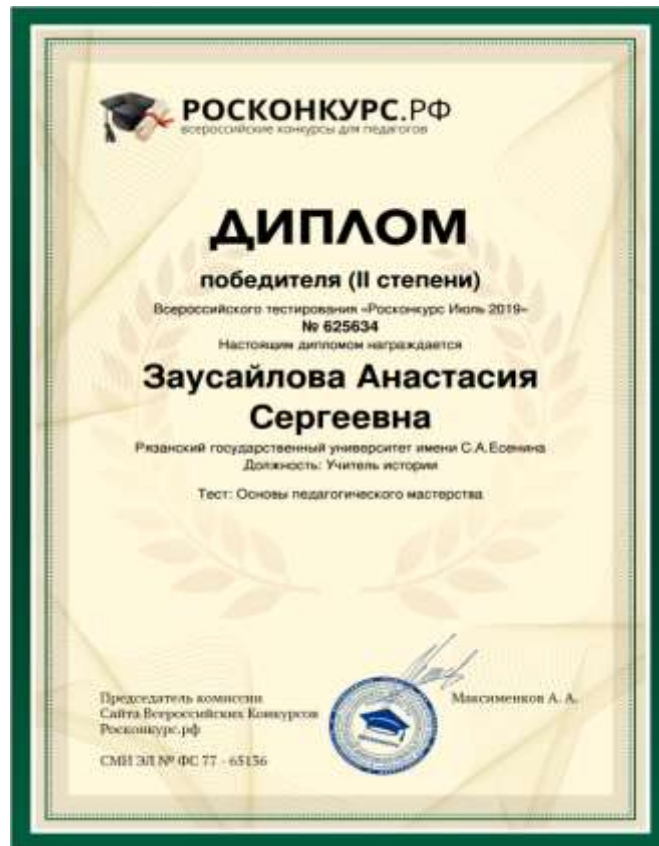 РОСКОНКУРС.РФ
всероссийские конкурсы для педагогов
ДИПЛОМ
победителя (II степени)
Всероссийского тестирования «Росконкурс Июль 2019»
№ 625634
Настоящим дипломом награждается
Заусайлова Анастасия
Сергеевна
Рязанский государственный университет имени С.А.Есенина
Должность: Учитель истории
Тест: Основы педагогического мастерства
Председатель комиссии
Сайта Всероссийских Конкурсов
Росконкурс.рф
Максименков А. А.
СМИ ЭЛ № ФС 77 - 65136